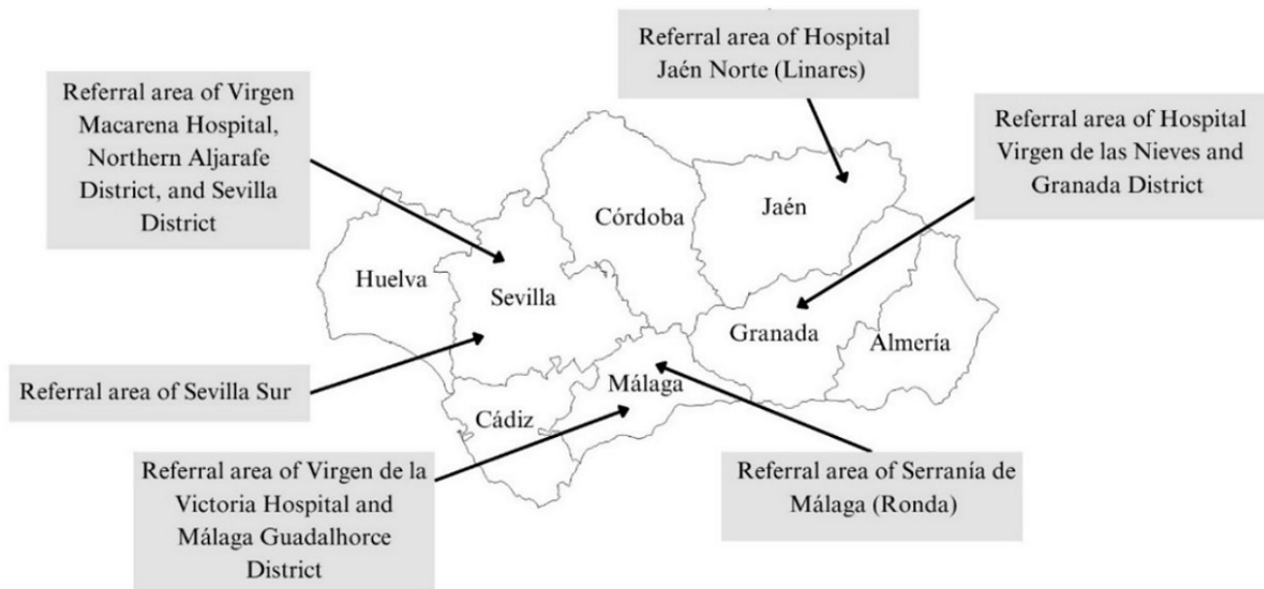 Referral area of Hospital
Jaén Norte (Linares)
Referral area of Virgen
Macarena Hospital,
Northern Aljarafe
District, and Sevilla
District
Referral area of Hospital
Virgen de las Nieves and
Granada District
Córdoba
Jaén
Huelva
Sevilla
Granada
Almería
Málaga
Cádiz
Referral area of Sevilla Sur
Referral area of Virgen de la
Victoria Hospital and
Málaga Guadalhorce
District
Referral area of Serranía de
Málaga (Ronda)